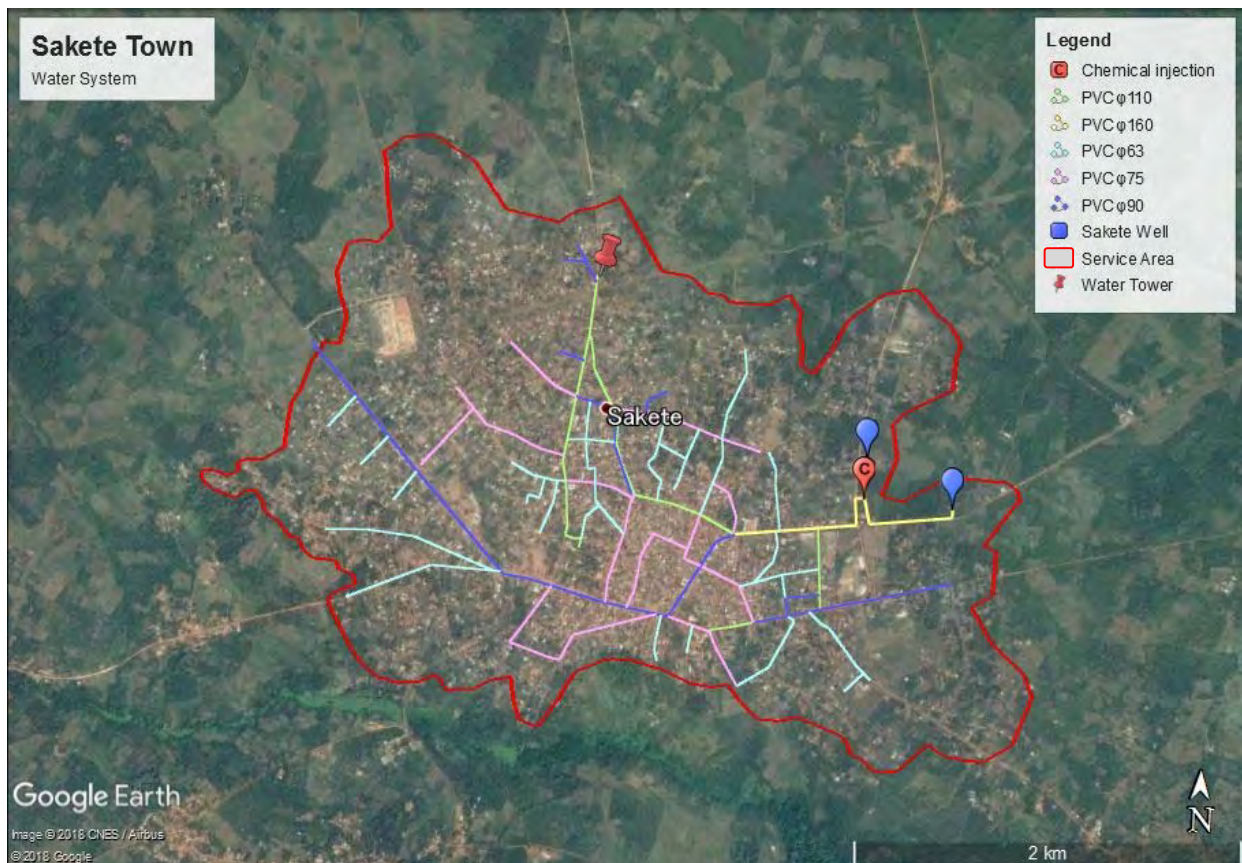 Sakete Town
Water System
Legend
C Chemical injection
PVC φ110
PVC φ160
PVC φ63
PVC φ75
PVC φ90
Sakete Well
Service Area
Water Tower
Sakete
C
Google Earth
Image © 2018 CNES / Airbus
© 2018 Google
N
2 km